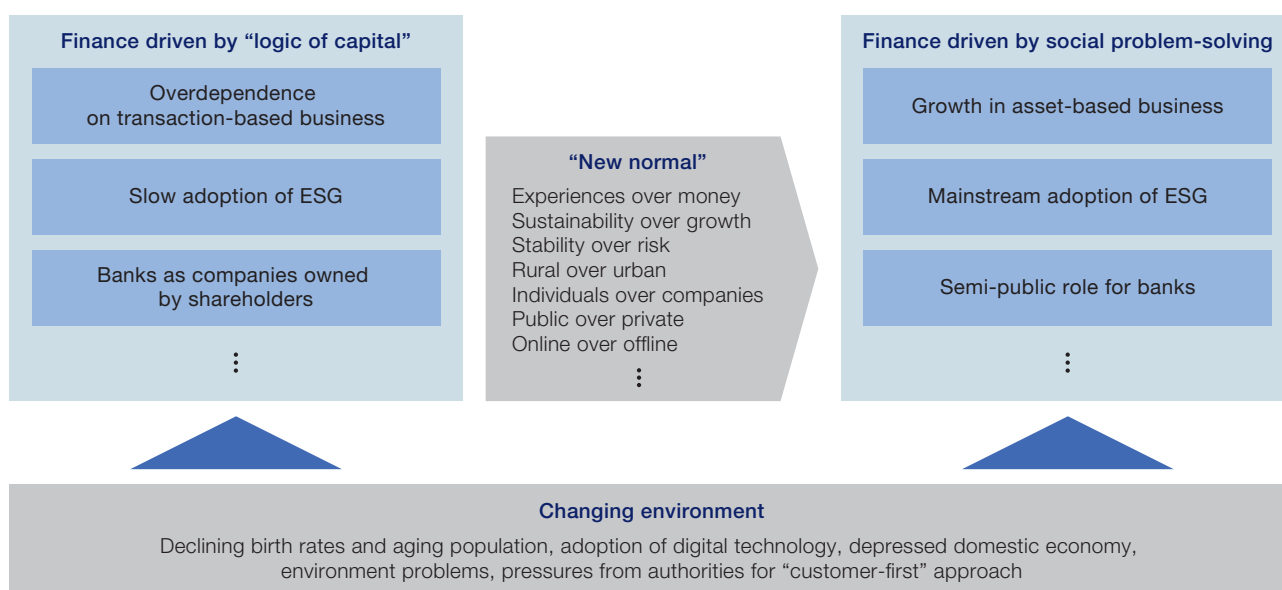 Finance driven by “logic of capital”
Overdependence
on transaction-based business
Slow adoption of ESG
Banks as companies owned
by shareholders
“New normal”
Experiences over money
Sustainability over growth
Stability over risk
Rural over urban
Individuals over companies
Public over private
Online over offline
Finance driven by social problem-solving
Growth in asset-based business
Mainstream adoption of ESG
Semi-public role for banks
Changing environment
Declining birth rates and aging population, adoption of digital technology, depressed domestic economy,
environment problems, pressures from authorities for “customer-first” approach